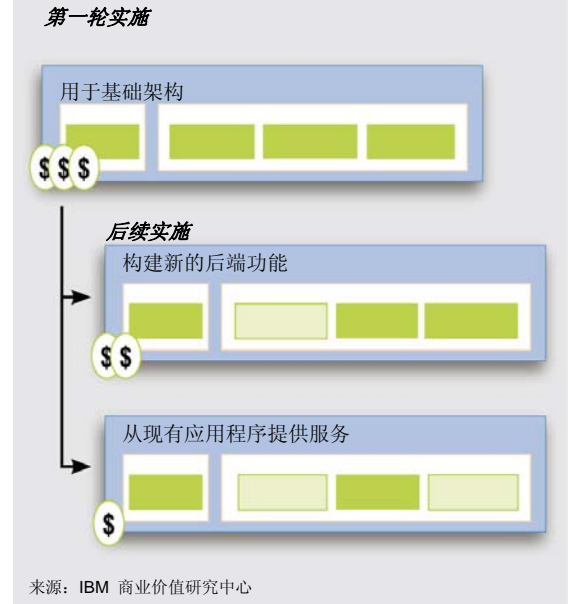 第一轮实施
用于基础架构
$ $ $
后续实施
构建新的后端功能
$ $
从现有应用程序提供服务
$
来源：IBM 商业价值研究中心